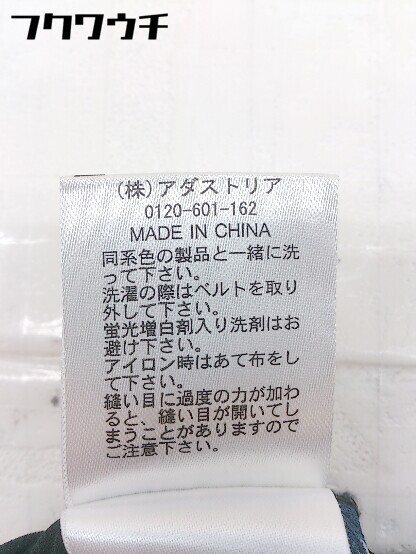 フクワウチ
(株)アダストリア
0120-601-162
MADE IN CHINA
同系色の製品と一緒に洗
って下さい。
洗濯の際はベルトを取り
外して下さい。
蛍光増白剤入り洗剤はお
避け下さい。
アイロン時はあて布をし
て下さい。
縫い目に過度の力が加わ
ると、縫い目が開いてし
まうことがありますので
ご注意下さい。